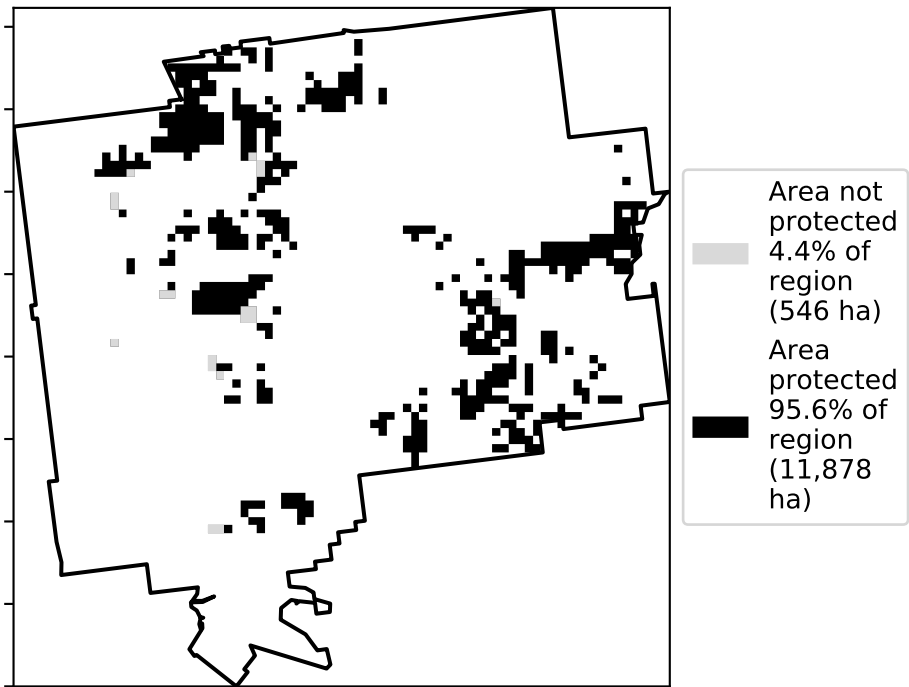 Area not
protected
4.4% of
region
(546 ha)
Area
protected
95.6% of
region
(11,878
ha)